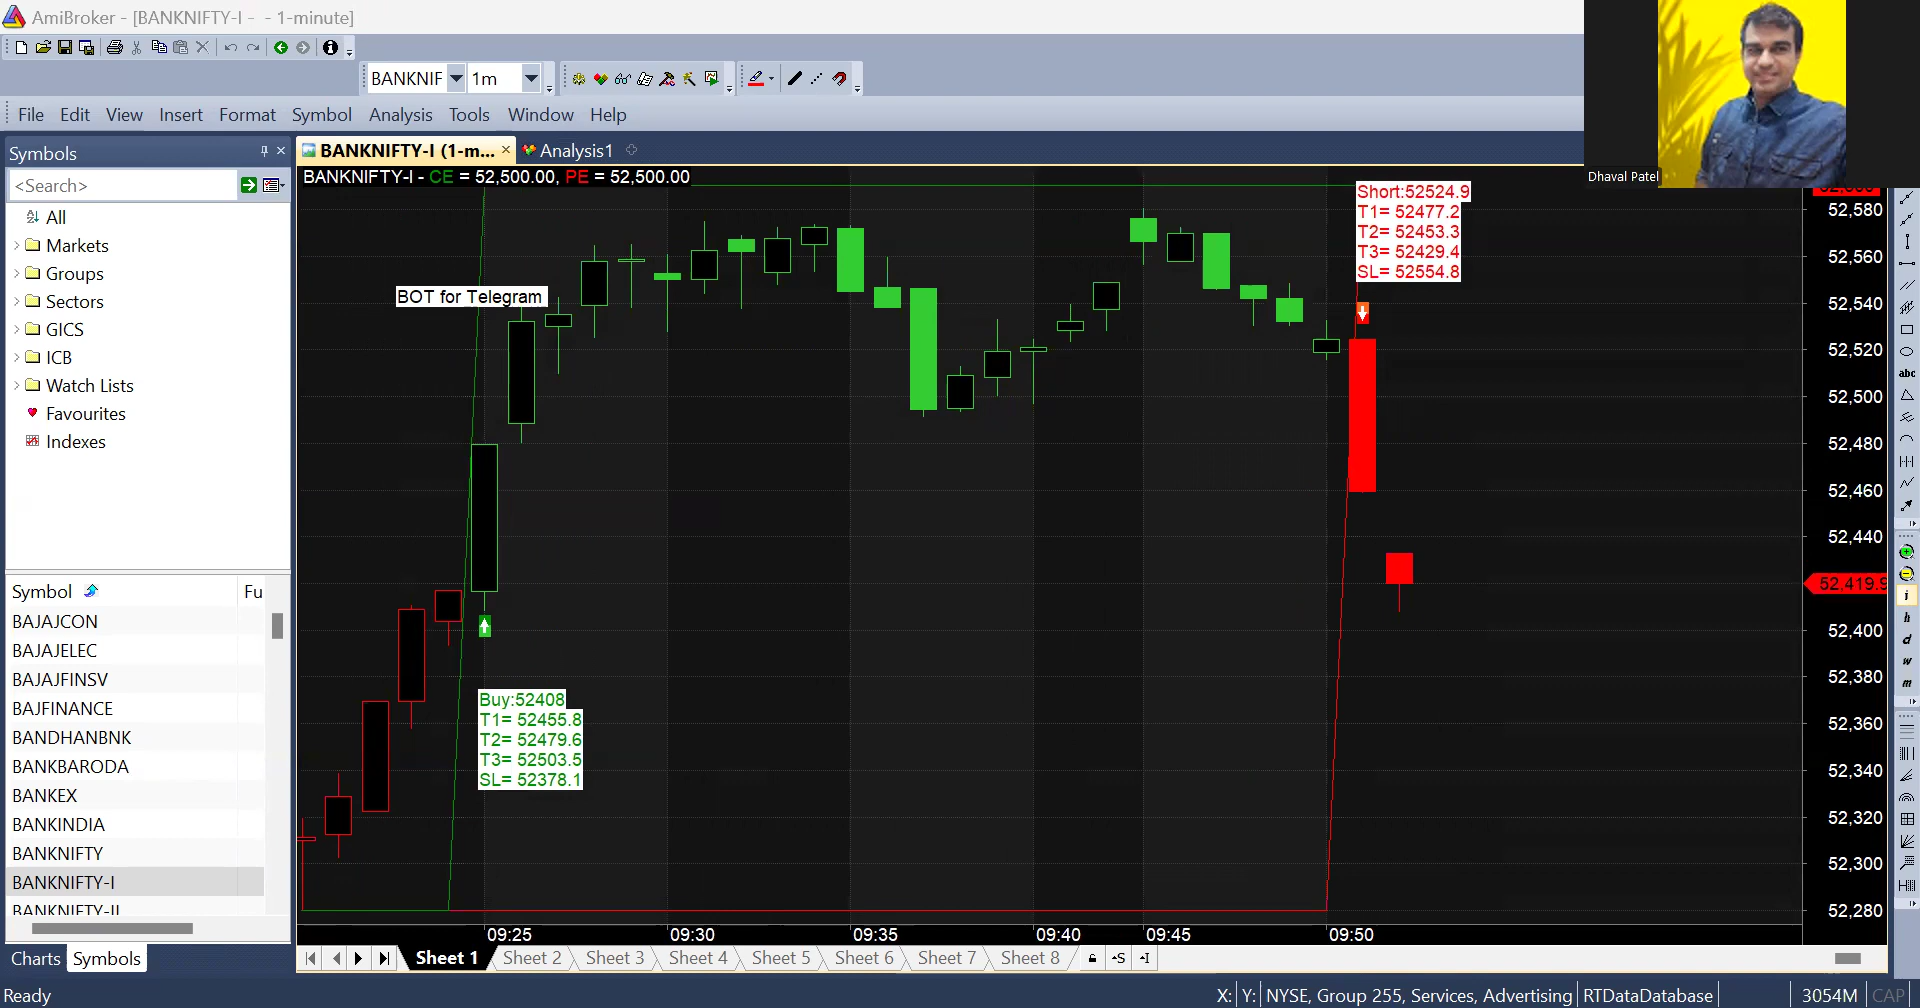 AmiBroker - [BANKNIFTY-I - - 1-minute]
BANKNIF 1m
File Edit View Insert Format Symbol Analysis Tools Window Help
Dhaval Patel
Symbols
BANKNIFTY-I (1-m...
Analysis1
<Search>
BANKNIFTY-I - CE = 52,500.00, PE = 52,500.00
All
Markets
Groups
Sectors
GICS
ICB
Watch Lists
Favourites
Indexes
Short:52524.9
T1= 52477.2
T2= 52453.3
T3= 52429.4
SL= 52554.8
BOT for Telegram
Buy:52408
T1= 52455.8
T2= 52479.6
T3= 52503.5
SL= 52378.1
52,580
52,560
52,540
52,520
52,500
52,480
52,460
52,440
52,419.9
52,400
52,380
52,360
52,340
52,320
52,300
52,280
abc
i
h
d
w
m
Symbol Fu
BAJAJCON
BAJAJELEC
BAJAJFINSV
BAJFINANCE
BANDHANBNK
BANKBARODA
BANKEX
BANKINDIA
BANKNIFTY
BANKNIFTY-I
BANKNIFTY-II
09:25 09:30 09:35 09:40 09:45 09:50
Charts Symbols
Sheet 1 Sheet 2 Sheet 3 Sheet 4 Sheet 5 Sheet 6 Sheet 7 Sheet 8
Ready
X: Y: NYSE, Group 255, Services, Advertising RTDataDatabase 3054M CAP